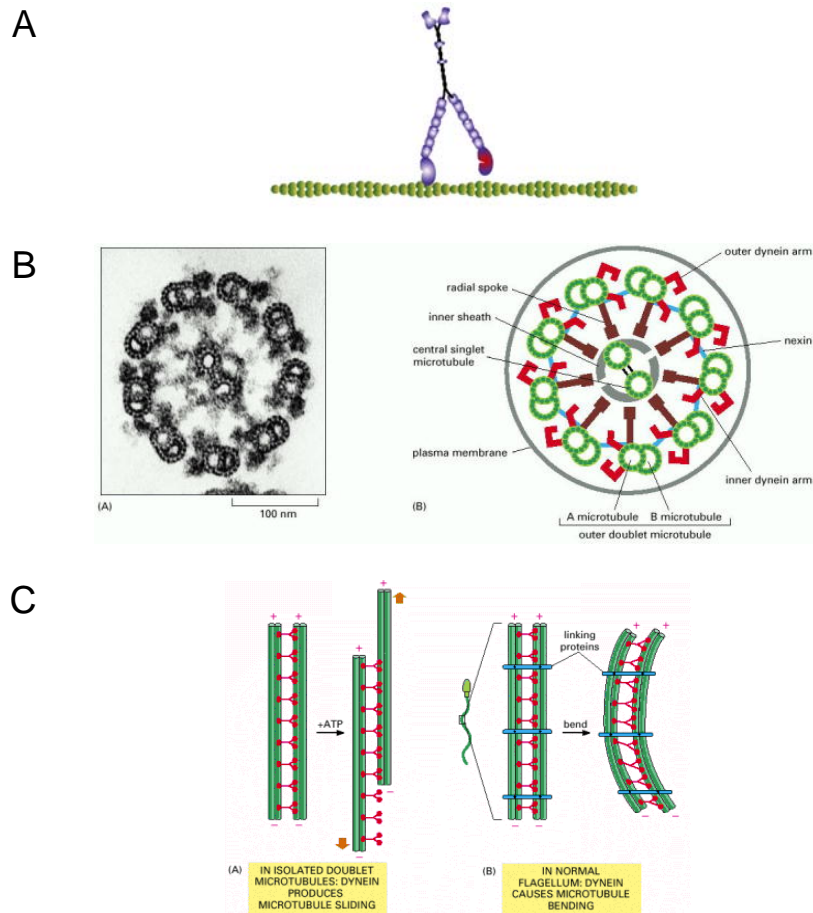 A
B
outer dynein arm
radial spoke
inner sheath
nexin
central singlet
microtubule
plasma membrane
inner dynein arm
(A)
100 nm
(B)
A microtubule B microtubule
outer doublet microtubule
C
+
+ +
+
+ATP
–
– –
–
(A)
IN ISOLATED DOUBLET
MICROTUBULES: DYNEIN
PRODUCES
MICROTUBULE SLIDING
+ +
linking
proteins
+ +
bend
– –
– –
(B)
IN NORMAL
FLAGELLUM: DYNEIN
CAUSES MICROTUBULE
BENDING